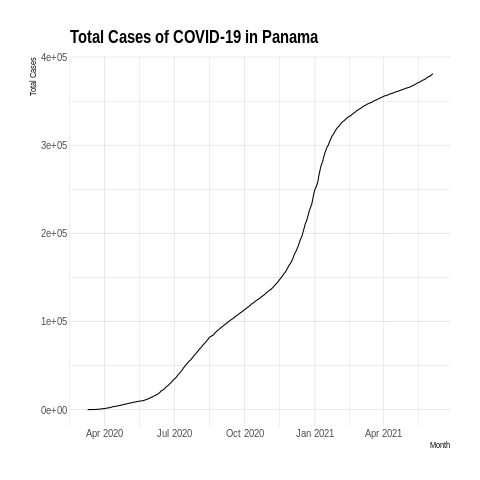 Total Cases of COVID-19 in Panama
Total Cases
4e+05
3e+05
2e+05
1e+05
0e+00
Apr 2020 Jul 2020 Oct 2020 Jan 2021 Apr 2021
Month